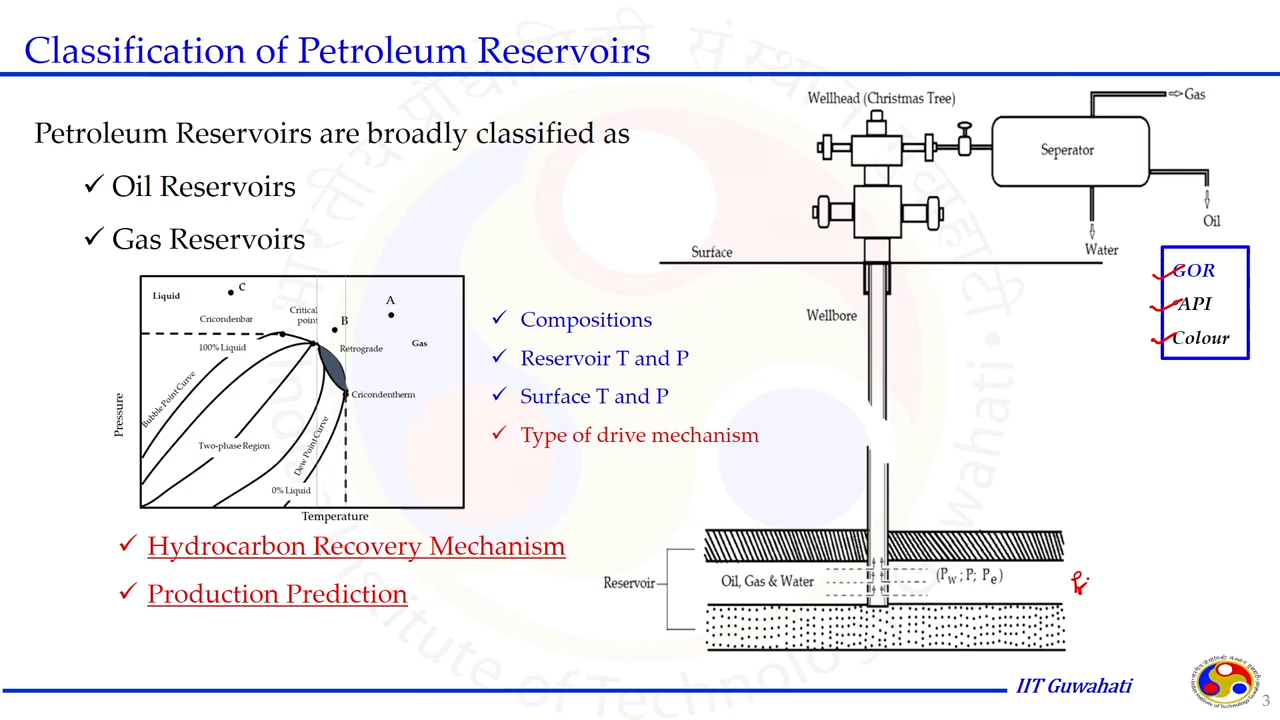 Classification of Petroleum Reservoirs
Petroleum Reservoirs are broadly classified as
✓ Oil Reservoirs
✓ Gas Reservoirs
Liquid
C
Cricondenbar
Critical
point
B
A
100% Liquid
Retrograde
Gas
Bubble Point Curve
Cricondentherm
Two-phase Region
Dew Point Curve
0% Liquid
Pressure
Temperature
✓ Compositions
✓ Reservoir T and P
✓ Surface T and P
✓ Type of drive mechanism
✓ Hydrocarbon Recovery Mechanism
✓ Production Prediction
Wellhead (Christmas Tree)
Gas
Seperator
Oil
Water
Surface
Wellbore
GOR
°API
Colour
Reservoir
Oil, Gas & Water
(Pw ; P; Pe)
IIT Guwahati
3